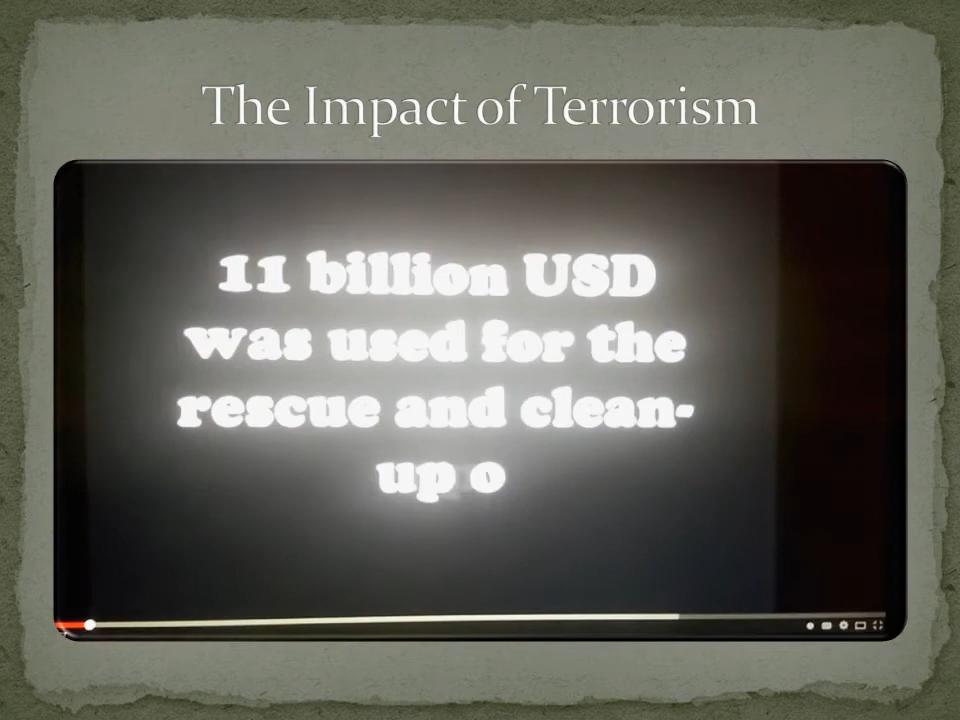 The Impact of Terrorism
11 billion USD
was used for the
rescue and clean-
up o